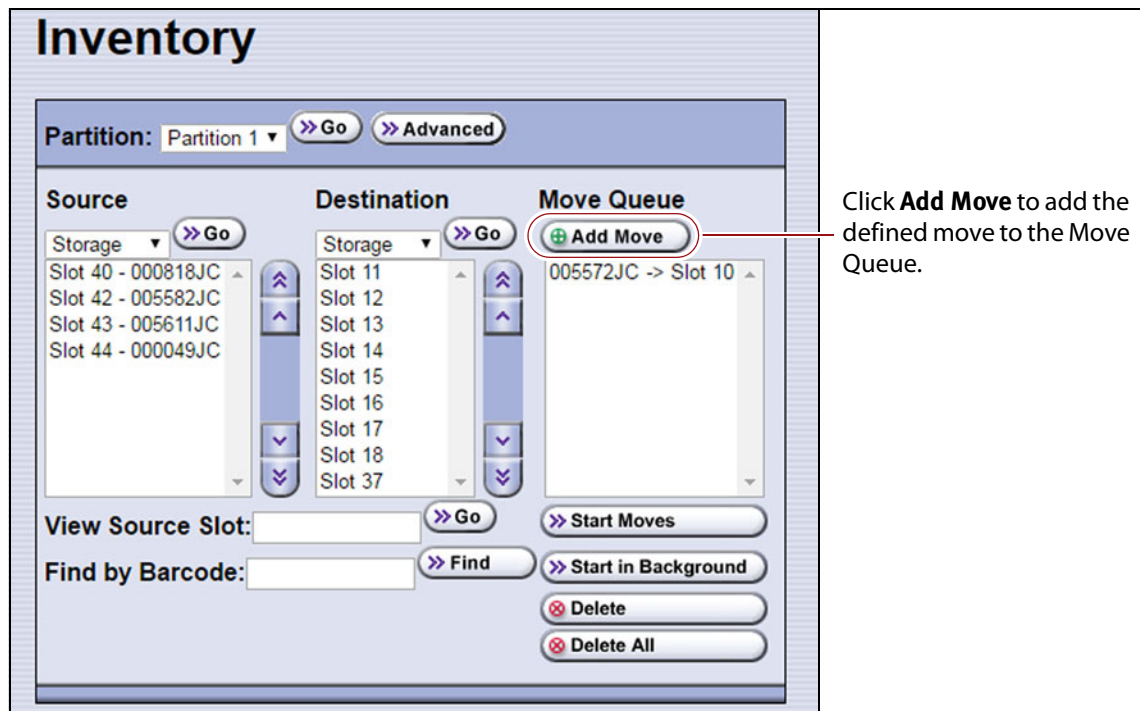 Inventory
Partition: Partition 1 Go Advanced
Source
Storage Go
Slot 40 - 000818JC
Slot 42 - 005582JC
Slot 43 - 005611JC
Slot 44 - 000049JC
Destination
Storage Go
Slot 11
Slot 12
Slot 13
Slot 14
Slot 15
Slot 16
Slot 17
Slot 18
Slot 37
Move Queue
Add Move
005572JC -> Slot 10
View Source Slot: Go
Find by Barcode: Find
Start Moves
Start in Background
Delete
Delete All
Click Add Move to add the
defined move to the Move
Queue.